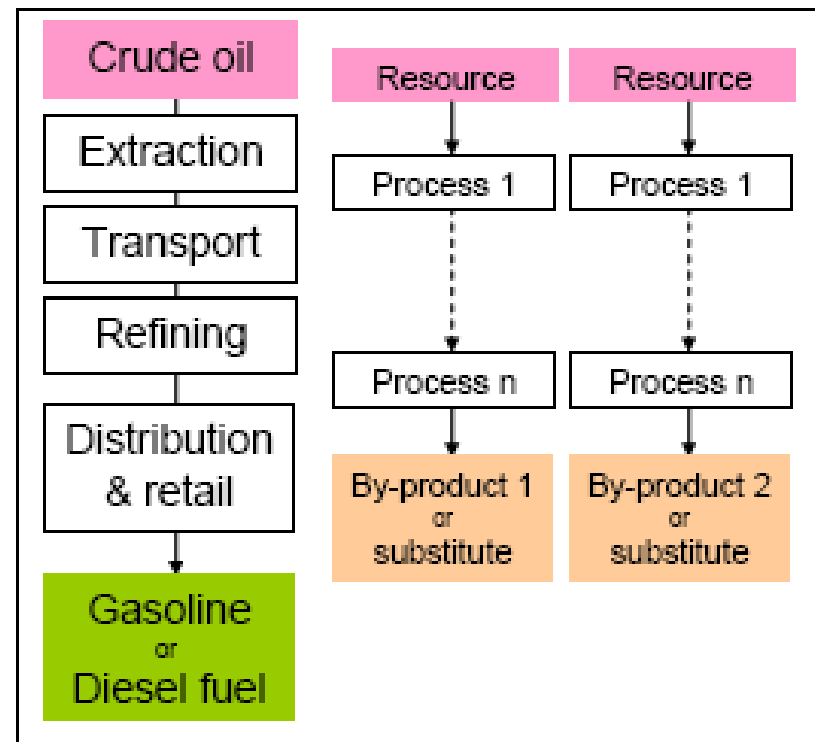 Crude oil
Extraction
Transport
Refining
Distribution
& retail
Gasoline
or
Diesel fuel
Resource
Process 1
Process n
By-product 1
or
substitute
Resource
Process 1
Process n
By-product 2
or
substitute